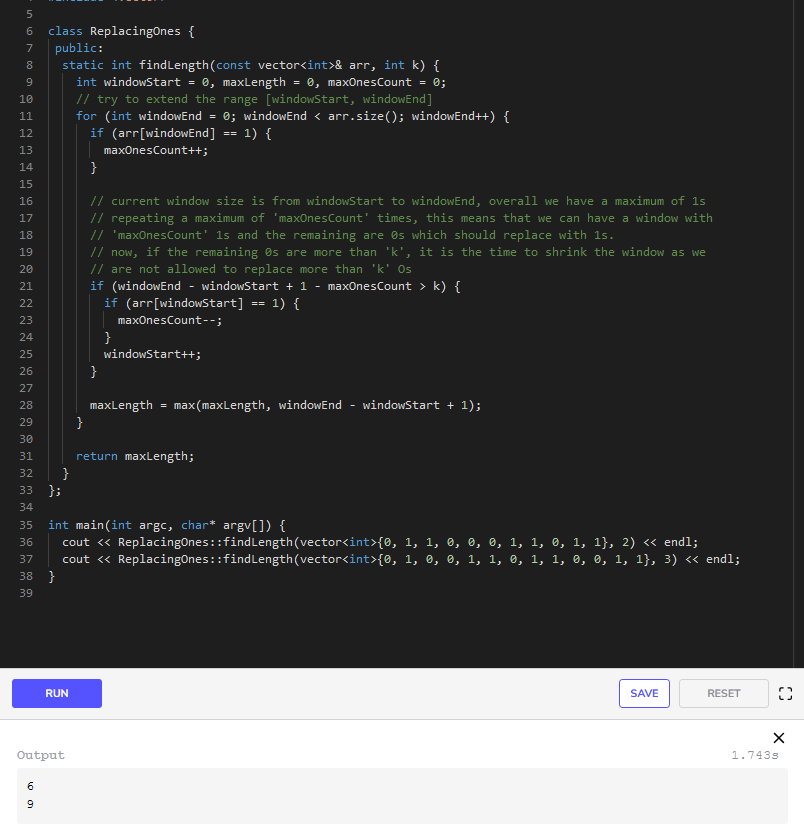 5
6 class ReplacingOnes {
7 public:
8 static int findLength(const vector<int>& arr, int k) {
9 int windowStart = 0, maxLength = 0, maxOnesCount = 0;
10 // try to extend the range [windowStart, windowEnd]
11 for (int windowEnd = 0; windowEnd < arr.size(); windowEnd++) {
12 if (arr[windowEnd] == 1) {
13 maxOnesCount++;
14 }
15
16 // current window size is from windowStart to windowEnd, overall we have a maximum of 1s
17 // repeating a maximum of 'maxOnesCount' times, this means that we can have a window with
18 // 'maxOnesCount' 1s and the remaining are 0s which should replace with 1s.
19 // now, if the remaining 0s are more than 'k', it is the time to shrink the window as we
20 // are not allowed to replace more than 'k' Os
21 if (windowEnd - windowStart + 1 - maxOnesCount > k) {
22 if (arr[windowStart] == 1) {
23 maxOnesCount--;
24 }
25 windowStart++;
26 }
27
28 maxLength = max(maxLength, windowEnd - windowStart + 1);
29 }
30
31 return maxLength;
32 }
33 };
34
35 int main(int argc, char* argv[]) {
36 cout << ReplacingOnes::findLength(vector<int>{0, 1, 1, 0, 0, 0, 1, 1, 0, 1, 1}, 2) << endl;
37 cout << ReplacingOnes::findLength(vector<int>{0, 1, 0, 0, 1, 1, 0, 1, 1, 0, 0, 1, 1}, 3) << endl;
38 }
39
RUN SAVE RESET
Output 1.743s
6
9